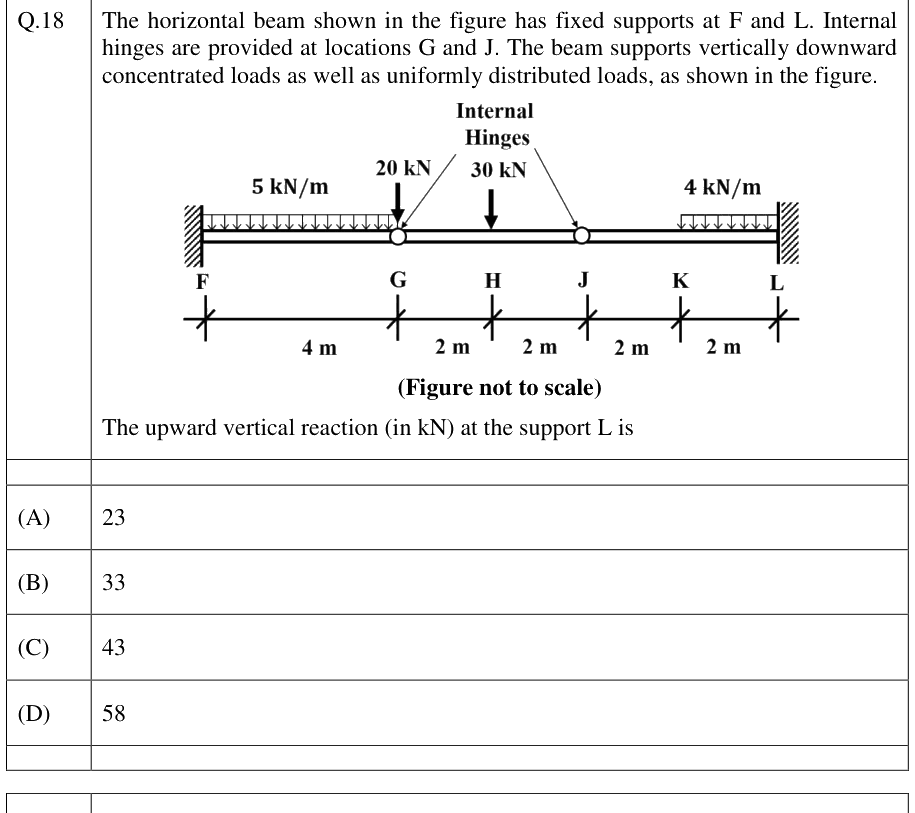 Q.18
The horizontal beam shown in the figure has fixed supports at F and L. Internal
hinges are provided at locations G and J. The beam supports vertically downward
concentrated loads as well as uniformly distributed loads, as shown in the figure.
Internal
Hinges
20 kN
30 kN
5 kN/m
4 kN/m
F
G
H
J
K
L
4 m
2 m
2 m
2 m
2 m
(Figure not to scale)
The upward vertical reaction (in kN) at the support L is
(A) 23
(B) 33
(C) 43
(D) 58